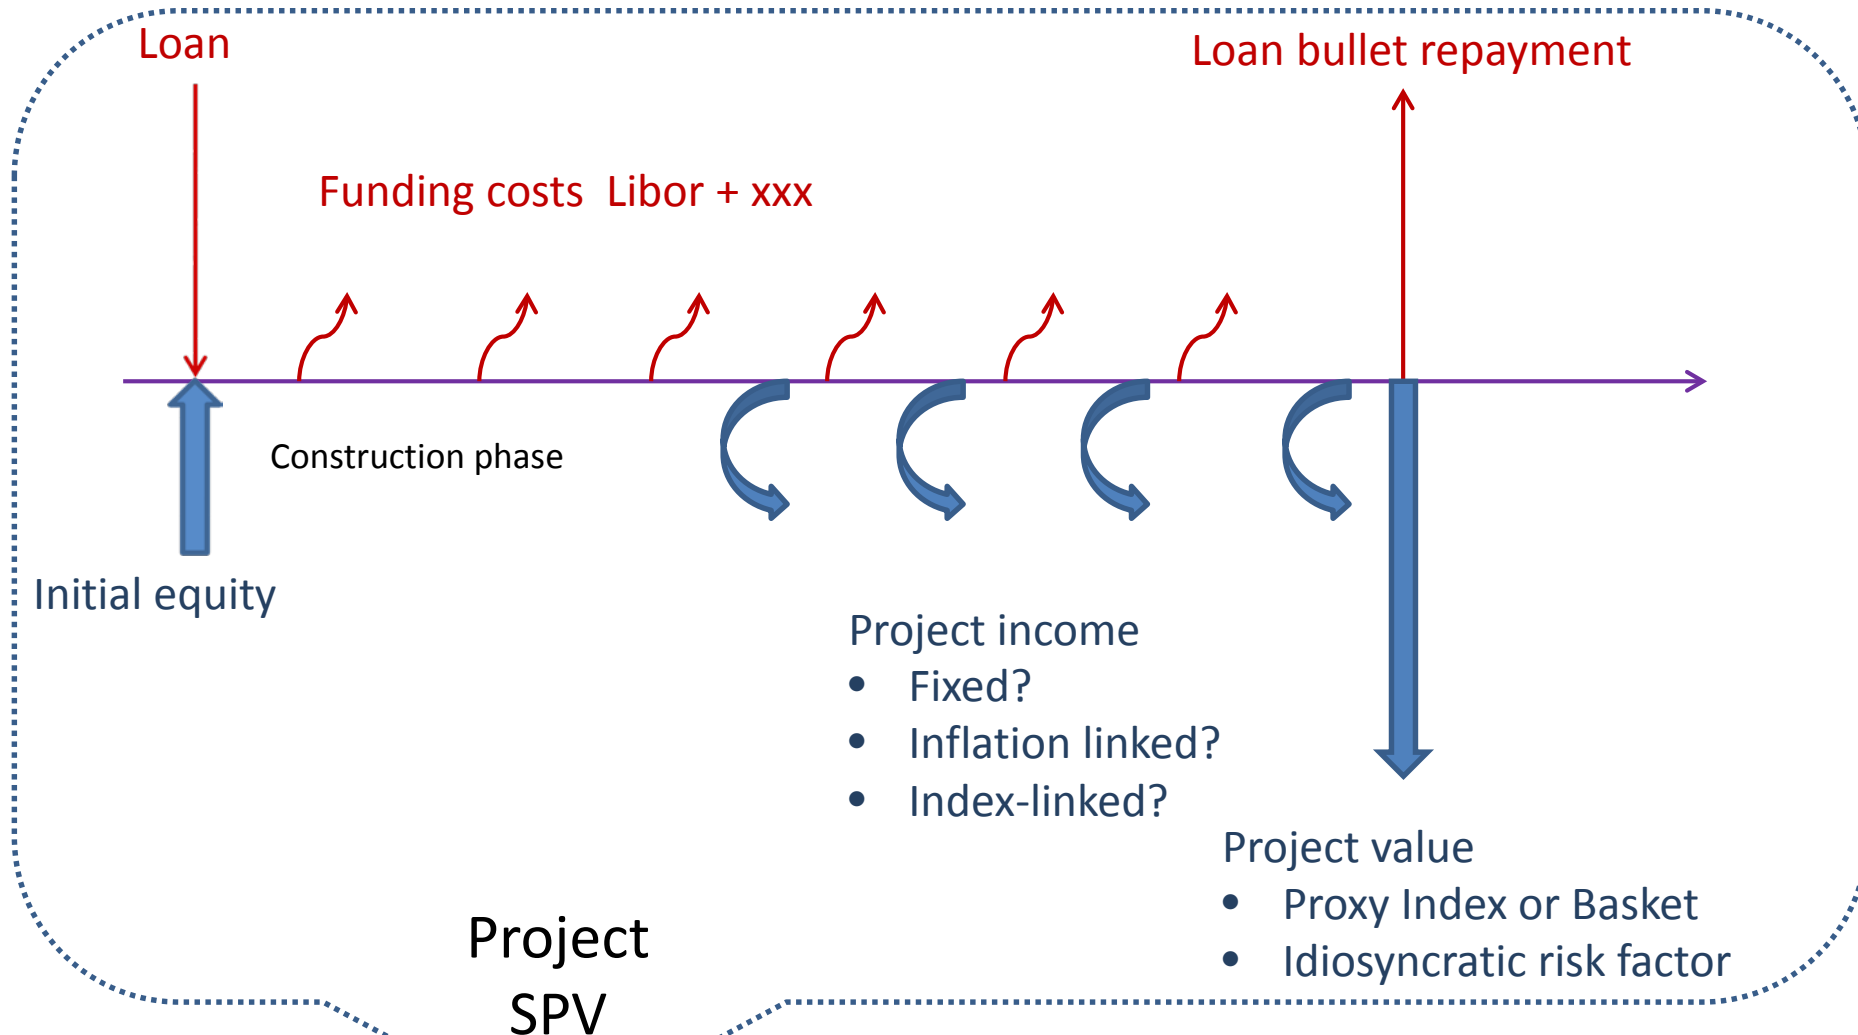 Loan
Loan bullet repayment
Funding costs  Libor + xxx
Construction phase
Initial equity
Project income
• Fixed?
• Inflation linked?
• Index-linked?
Project value
• Proxy Index or Basket
• Idiosyncratic risk factor
Project
SPV